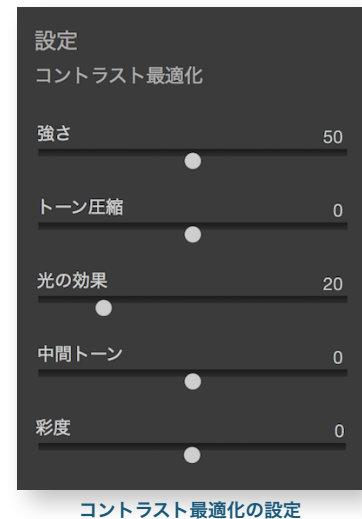 設定
コントラスト最適化
強さ 50
トーン圧縮 0
光の効果 20
中間トーン 0
彩度 0
コントラスト最適化の設定